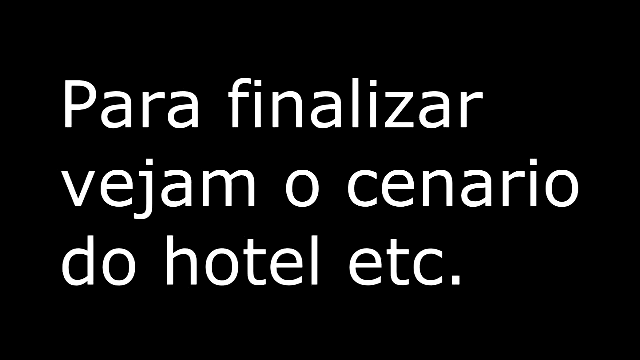 Para finalizar
vejam o cenario
do hotel etc.